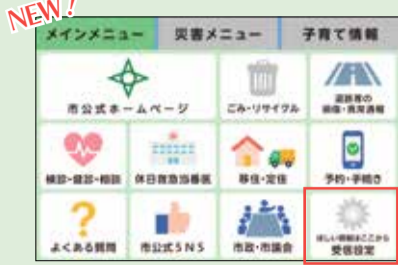 NEW!
メインメニュー 災害メニュー 子育て情報
市公式ホームページ ごみ・リサイクル 道路等の
損傷・異常通報
検診・健診・相談 休日救急当番医 移住・定住 予約・手続き
よくある質問 市公式SNS 市政・市議会 ほしい情報はここから
受信設定